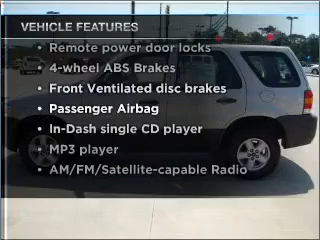 VEHICLE FEATURES
• Remote power door locks
• 4-wheel ABS Brakes
• Front Ventilated disc brakes
• Passenger Airbag
• In-Dash single CD player
• MP3 player
• AM/FM/Satellite-capable Radio